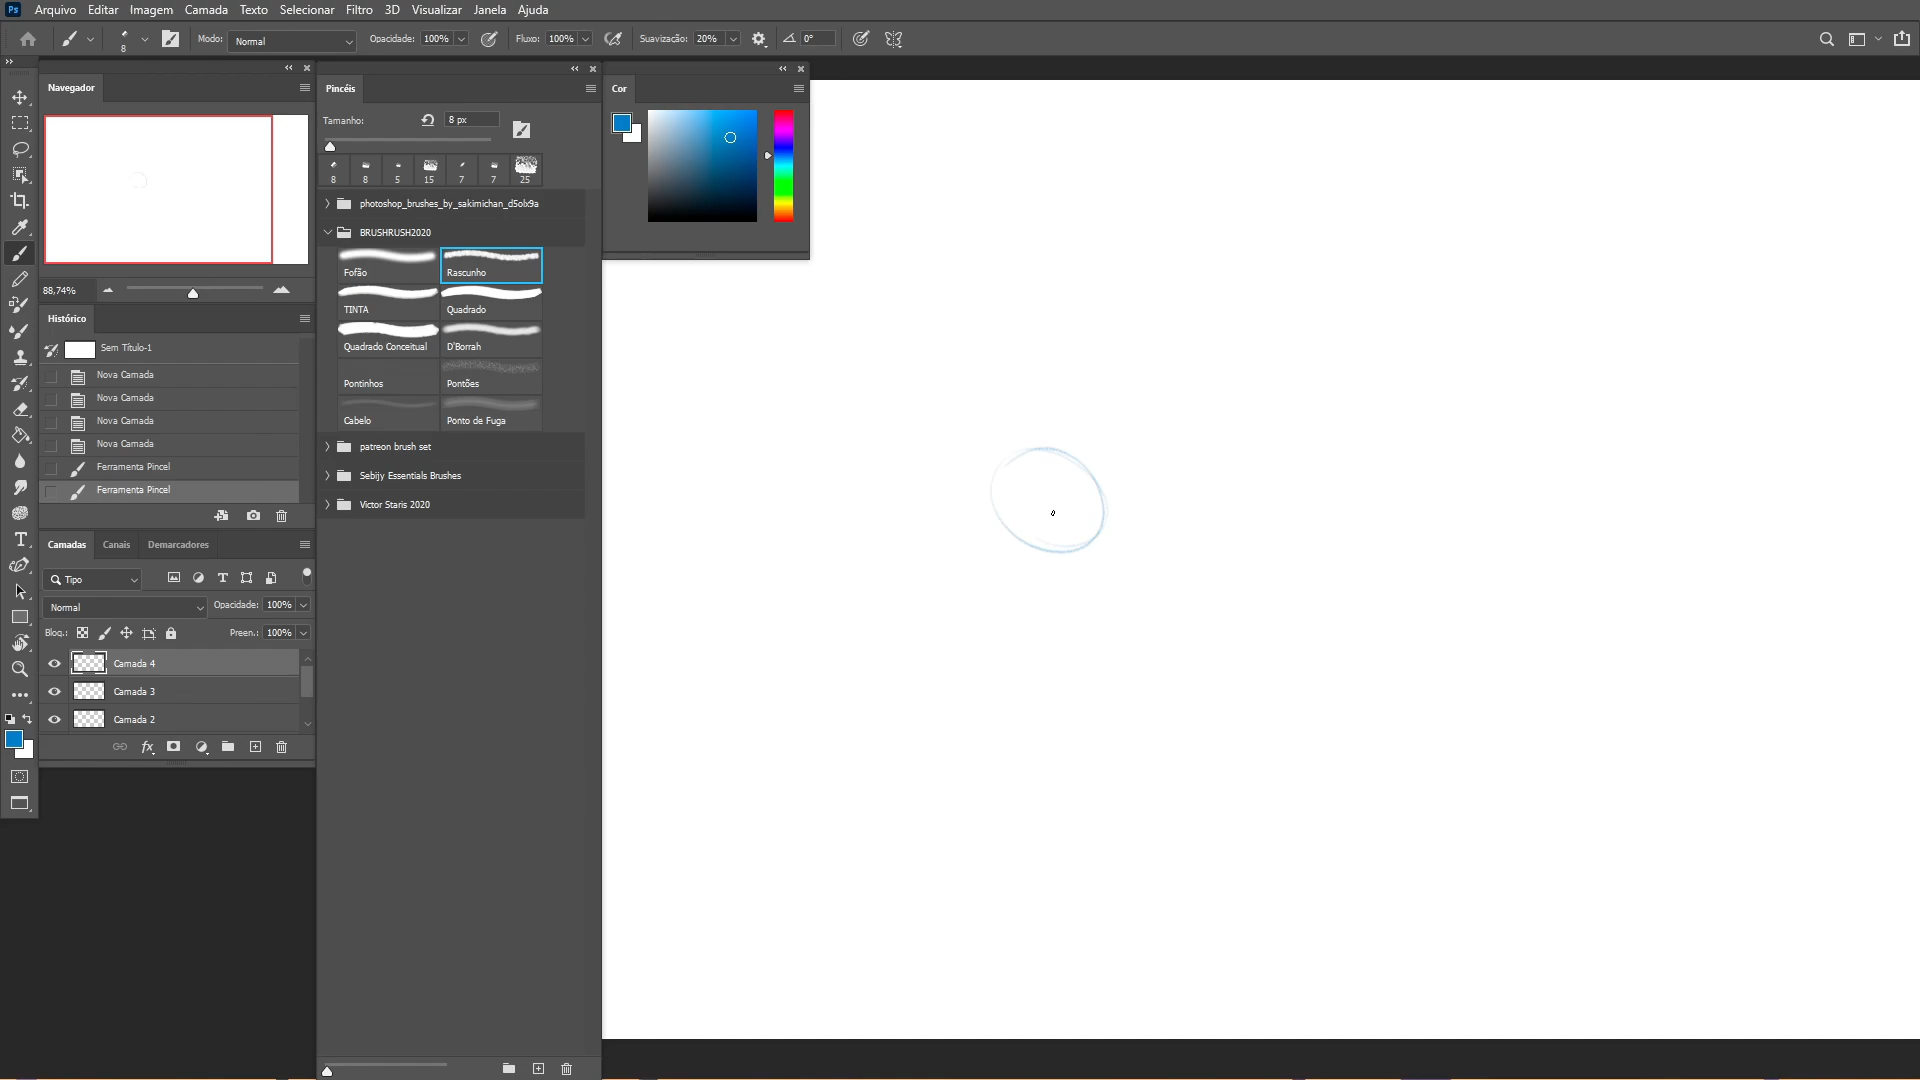 Ps Arquivo Editar Imagem Camada Texto Selecionar Filtro 3D Visualizar Janela Ajuda
8 Modo: Normal Opacidade: 100% Fluxo: 100% Suavização: 20% 0°
Navegador
88,74%
Histórico
Sem Título-1
Nova Camada
Nova Camada
Nova Camada
Nova Camada
Ferramenta Pincel
Ferramenta Pincel
Camadas Canais Demarcadores
Tipo
Normal Opacidade: 100%
Bloq.: Preen.: 100%
Camada 4
Camada 3
Camada 2
fx
Pincéis
Tamanho: 8 px
8 8 5 15 7 7 25
photoshop_brushes_by_sakimichan_d5olx9a
BRUSHRUSH2020
Fofão Rascunho
TINTA Quadrado
Quadrado Conceitual D'Borrah
Pontinhos Pontões
Cabelo Ponto de Fuga
patreon brush set
Sebijy Essentials Brushes
Victor Staris 2020
Cor